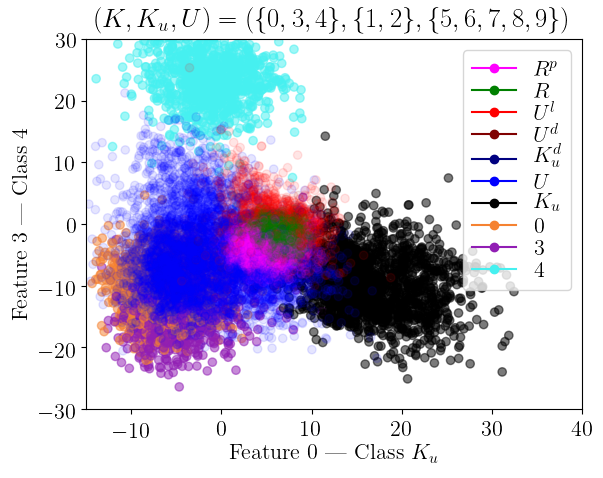 (K, K_u, U) = ({0, 3, 4}, {1, 2}, {5, 6, 7, 8, 9})
30
20
10
0
−10
−20
−30
Feature 3 — Class 4
R^p
R
U^l
U^d
K_u^d
U
K_u
0
3
4
−10 0 10 20 30 40
Feature 0 — Class K_u